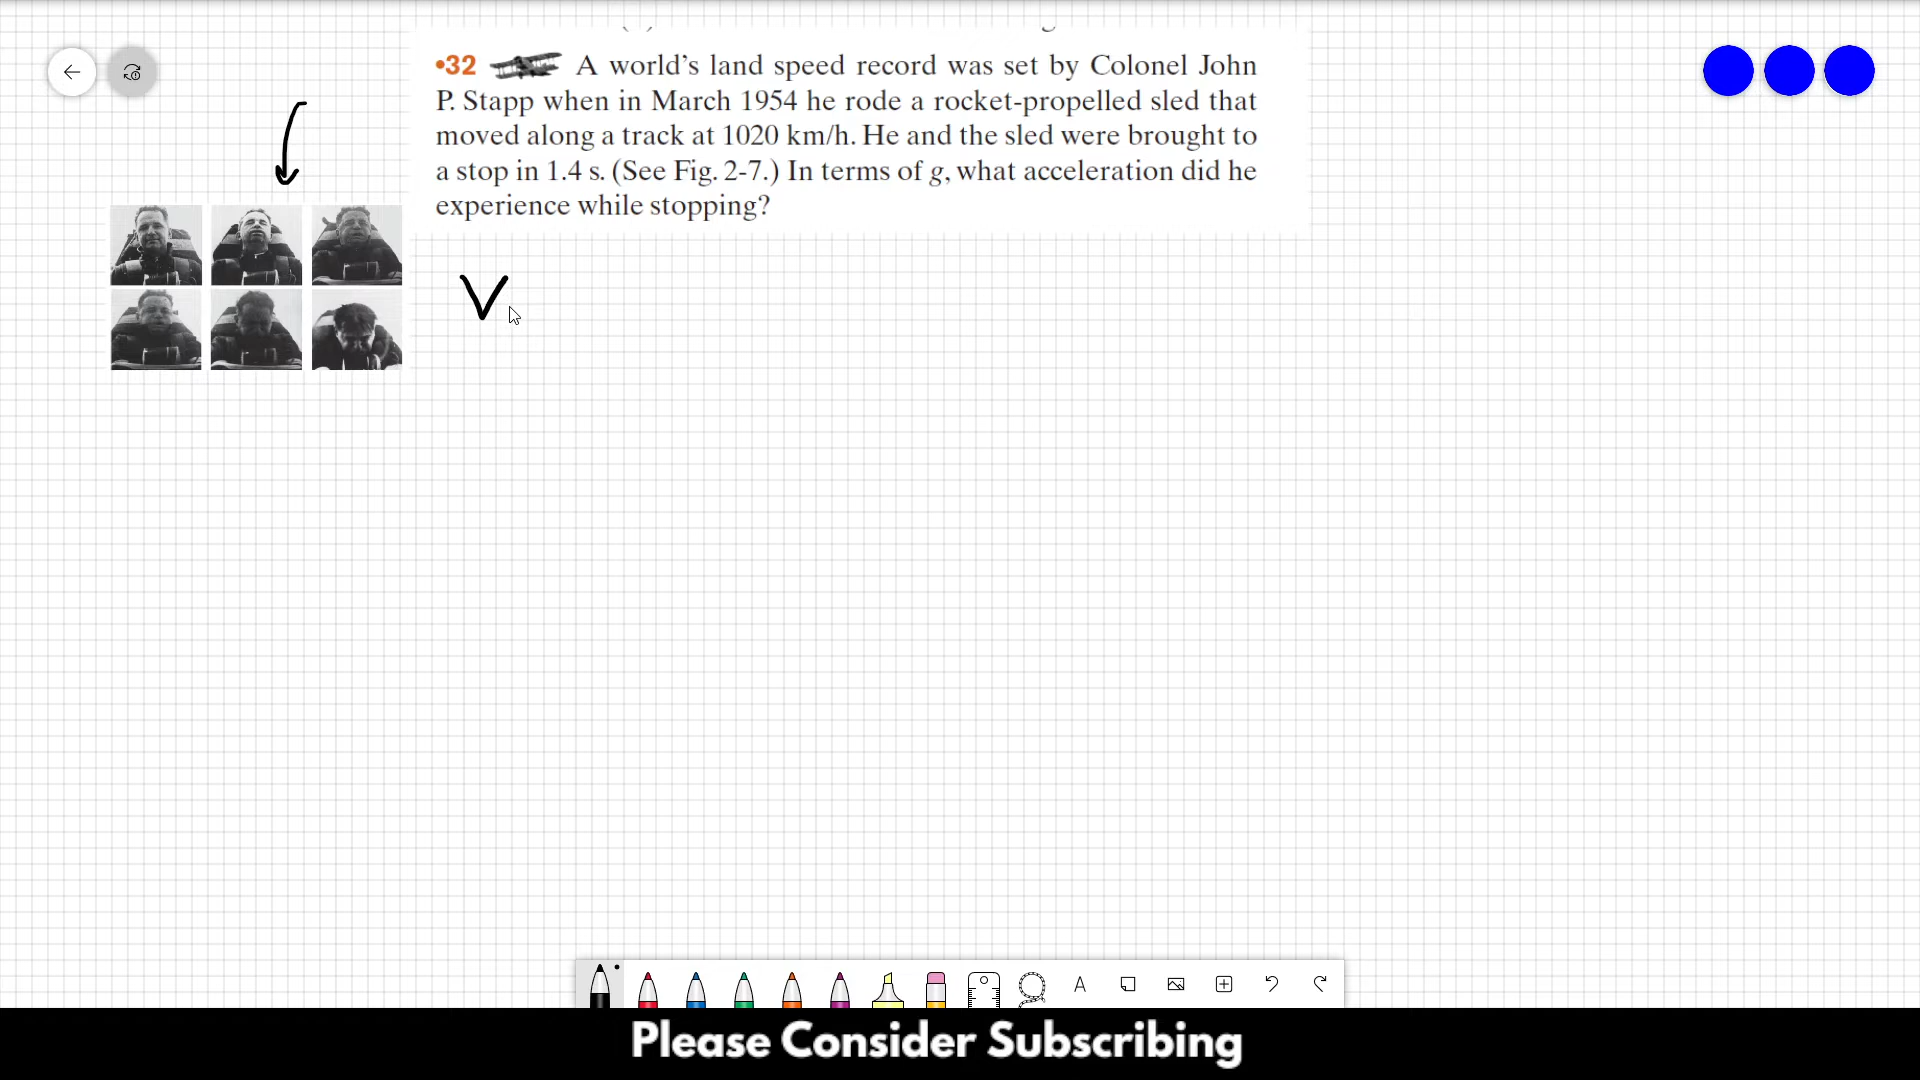 •32 A world's land speed record was set by Colonel John
P. Stapp when in March 1954 he rode a rocket-propelled sled that
moved along a track at 1020 km/h. He and the sled were brought to
a stop in 1.4 s. (See Fig. 2-7.) In terms of g, what acceleration did he
experience while stopping?
V
A
Please Consider Subscribing